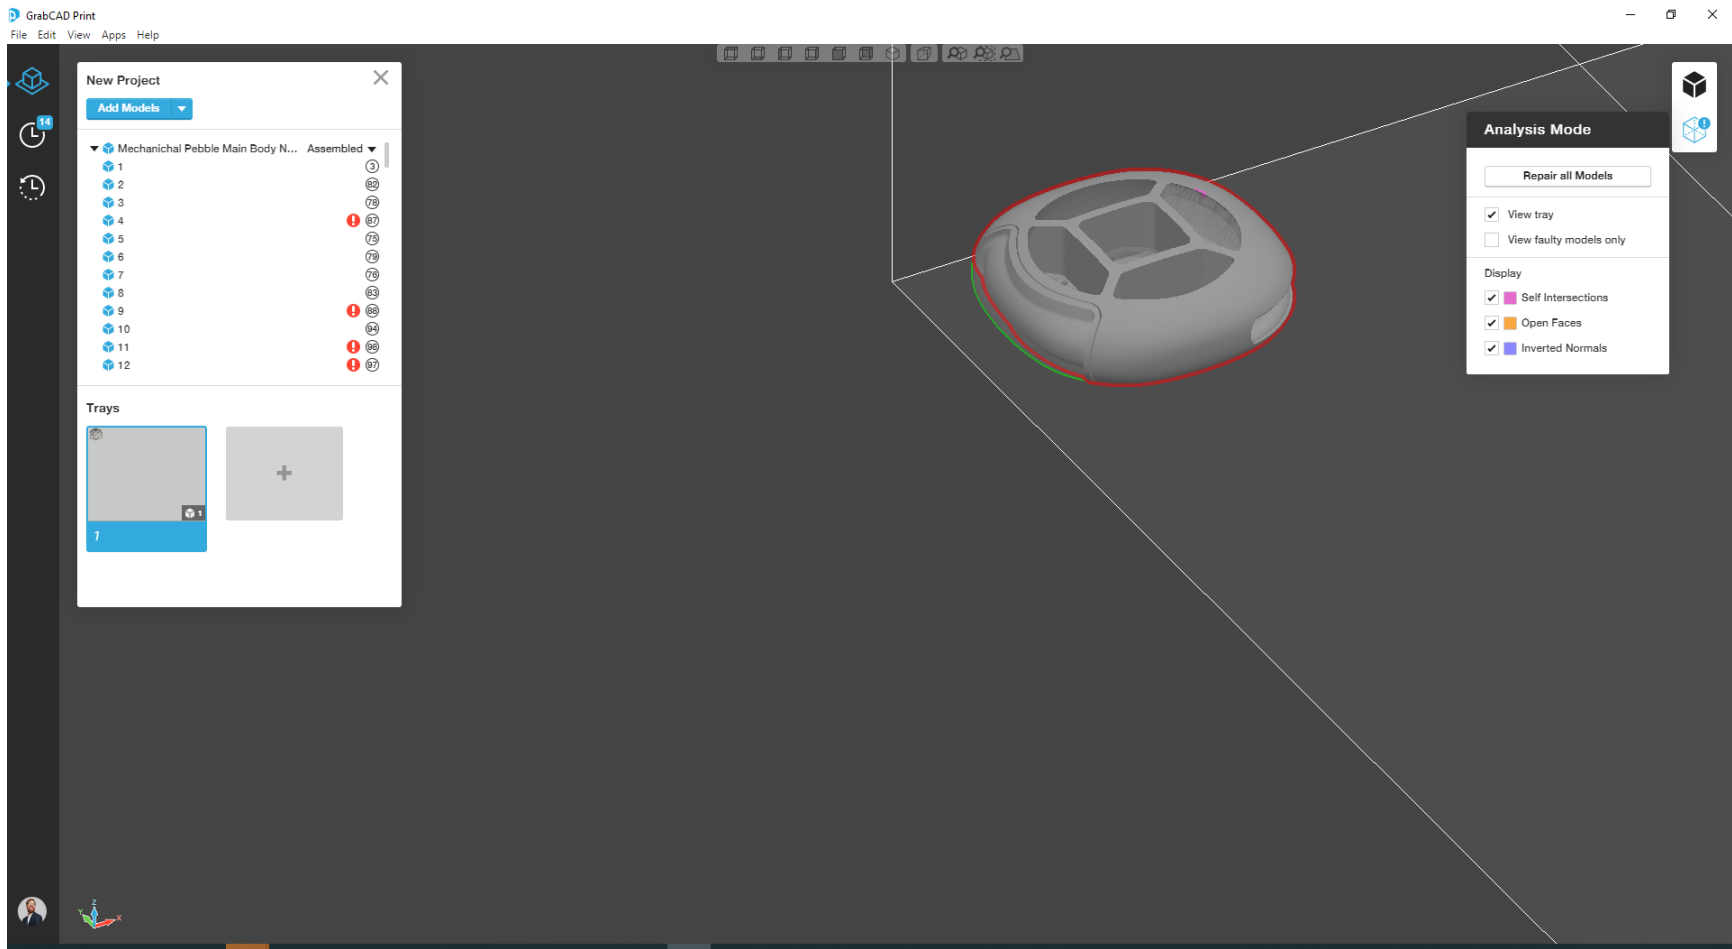 GrabCAD Print
File Edit View Apps Help
New Project
Add Models
14
Mechanichal Pebble Main Body N... Assembled
1 3
2 82
3 78
4 87
5 75
6 79
7 76
8 83
9 88
10 94
11 98
12 97
Trays
1
1
Analysis Mode
Repair all Models
View tray
View faulty models only
Display
Self Intersections
Open Faces
Inverted Normals
Z
Y
X